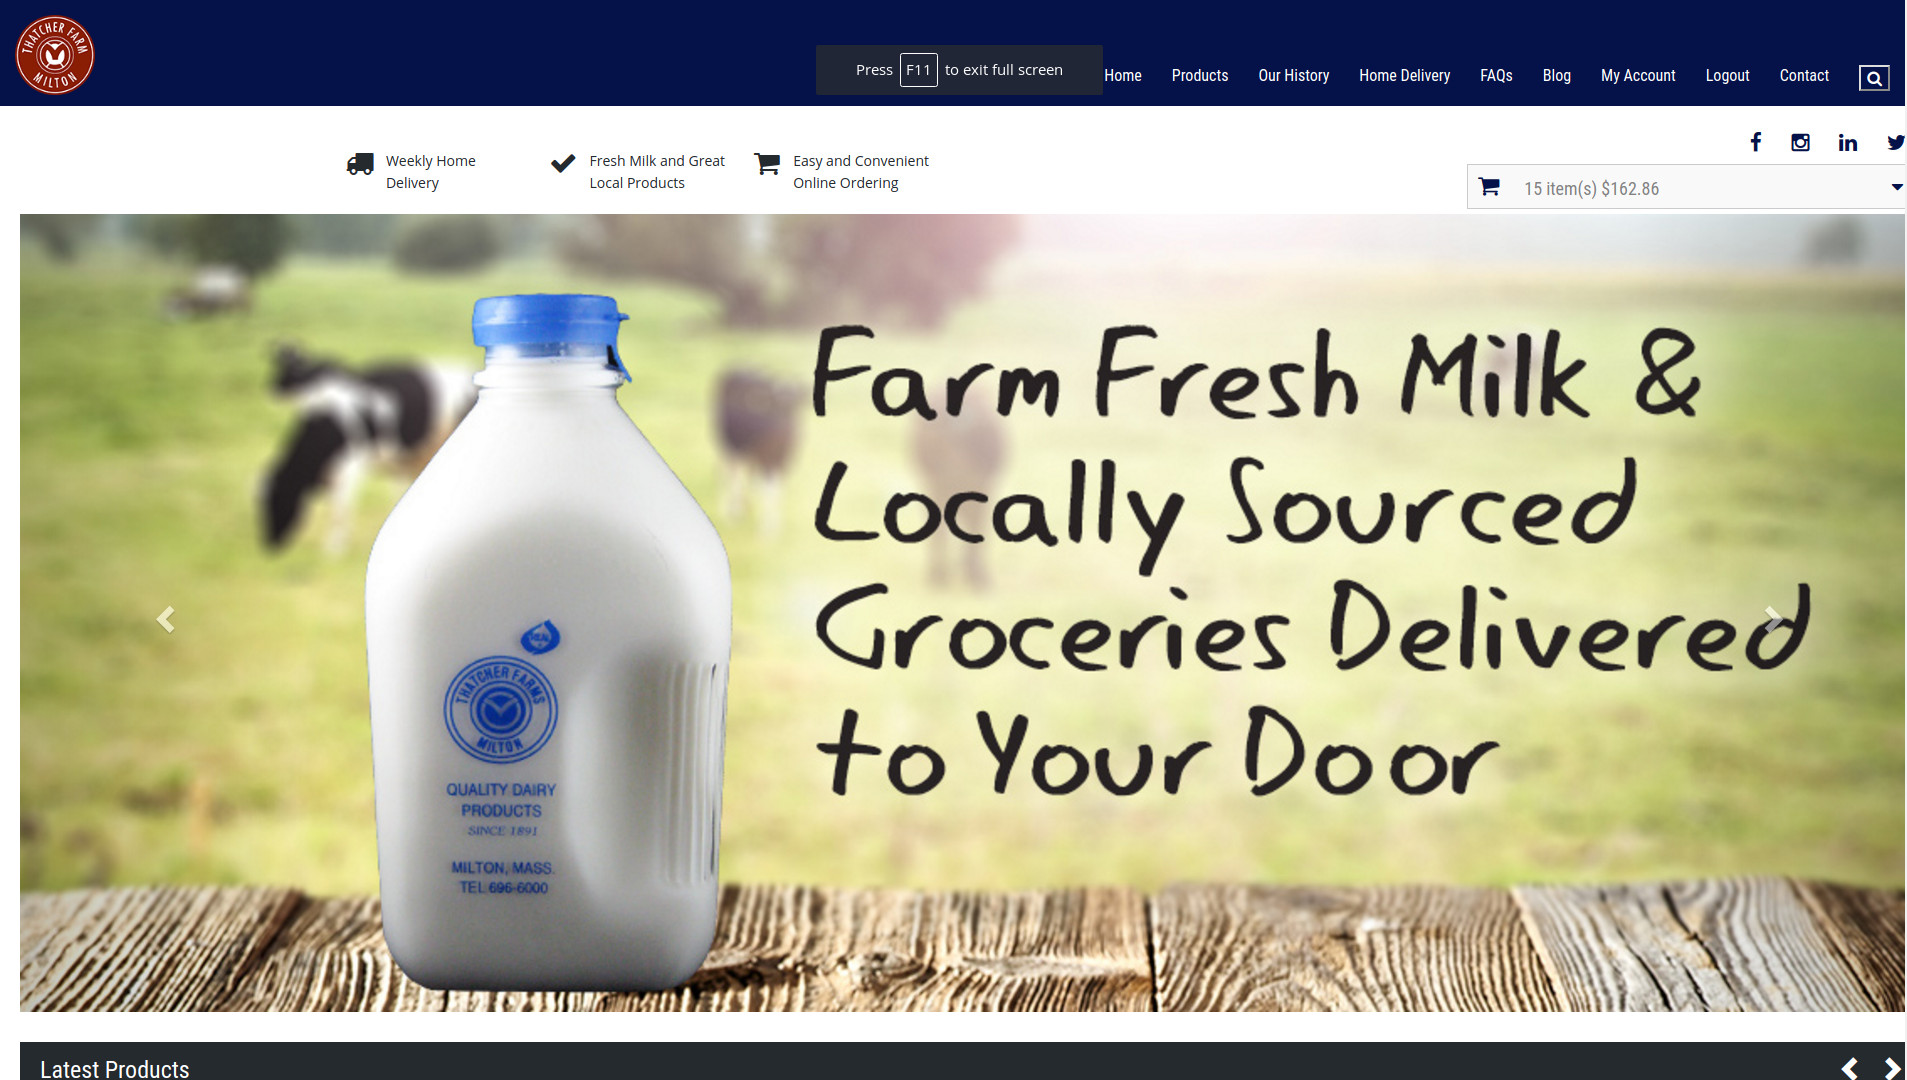 THATCHER FARM
MILTON
Press F11 to exit full screen
Home Products Our History Home Delivery FAQs Blog My Account Logout Contact
Weekly Home
Delivery
Fresh Milk and Great
Local Products
Easy and Convenient
Online Ordering
15 item(s) $162.86
Farm Fresh Milk &
Locally Sourced
Groceries Delivered
to Your Door
REAL
THATCHER FARMS
MILTON
QUALITY DAIRY
PRODUCTS
SINCE 1891
MILTON, MASS.
TEL 696-6000
Latest Products